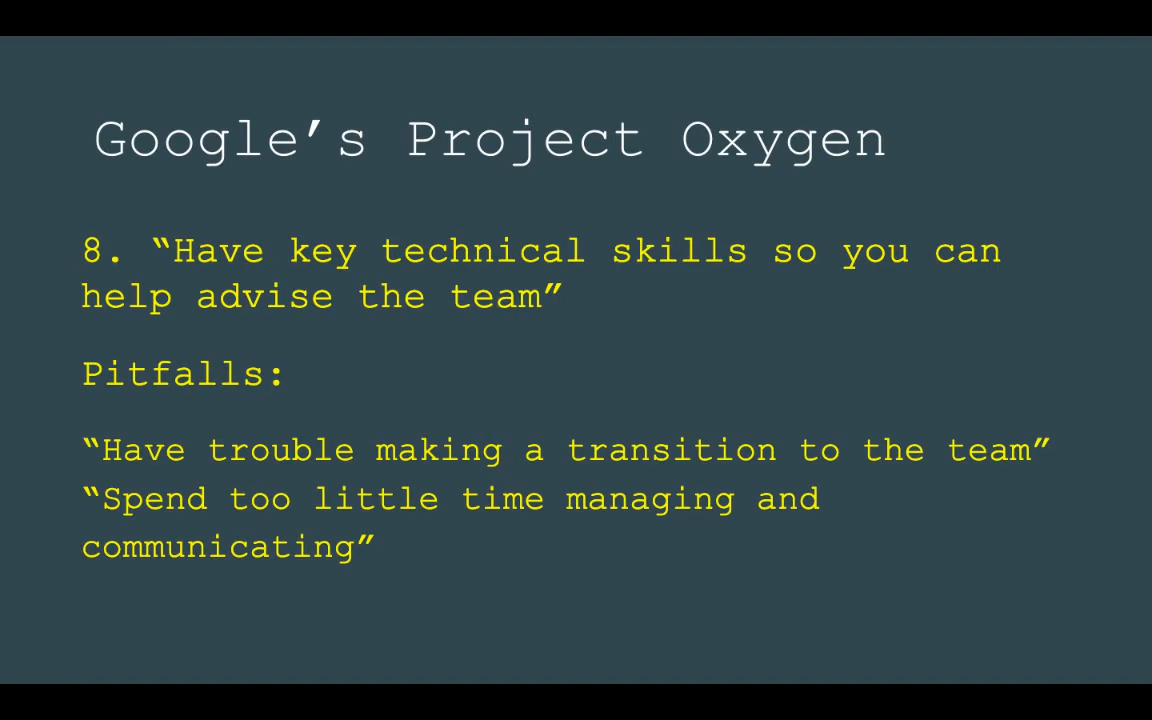 Google’s Project Oxygen
8. “Have key technical skills so you can
help advise the team”
Pitfalls:
“Have trouble making a transition to the team”
“Spend too little time managing and
communicating”